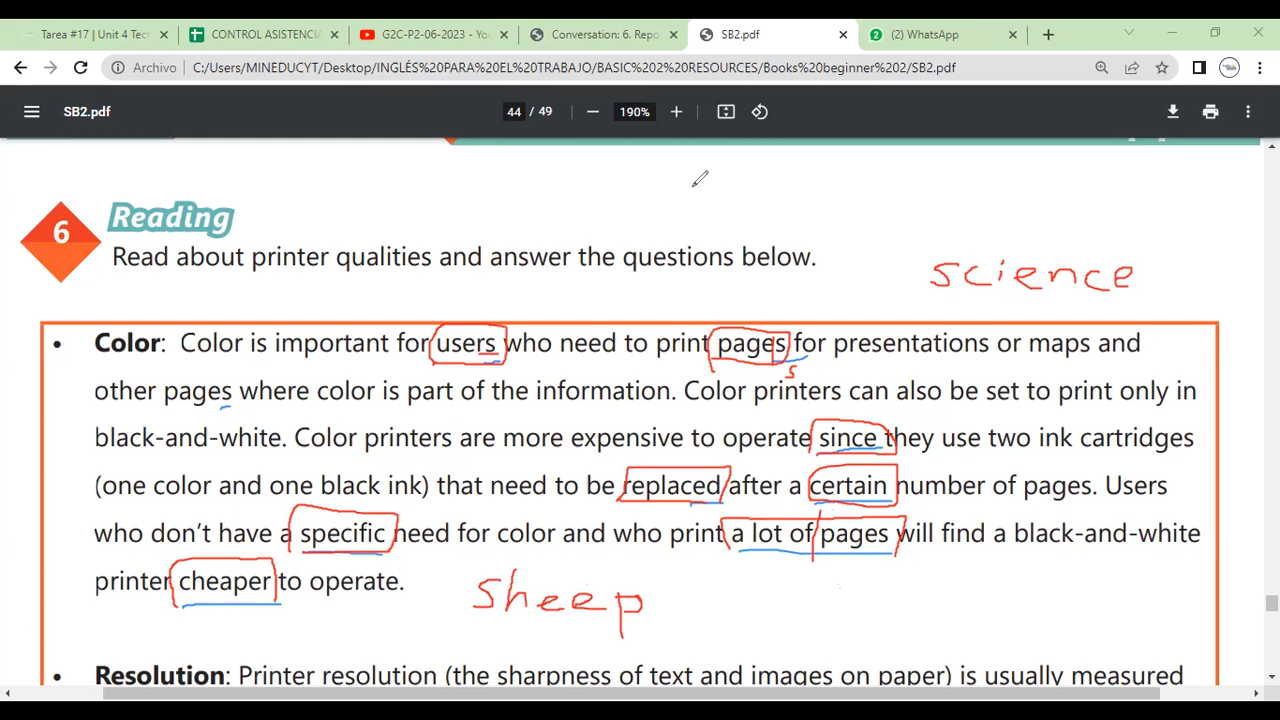 Tarea #17 | Unit 4 Tech
CONTROL ASISTENCIA
G2C-P2-06-2023 - You
Conversation: 6. Repo
SB2.pdf
2 (2) WhatsApp
Archivo C:/Users/MINEDUCYT/Desktop/INGLÉS%20PARA%20EL%20TRABAJO/BASIC%202%20RESOURCES/Books%20beginner%202/SB2.pdf
SB2.pdf 44 / 49 190%
6 Reading
Read about printer qualities and answer the questions below.
science
• Color: Color is important for users who need to print pages for presentations or maps and
s
other pages where color is part of the information. Color printers can also be set to print only in
black-and-white. Color printers are more expensive to operate since they use two ink cartridges
(one color and one black ink) that need to be replaced after a certain number of pages. Users
who don't have a specific need for color and who print a lot of pages will find a black-and-white
printer cheaper to operate.
sheep
• Resolution: Printer resolution (the sharpness of text and images on paper) is usually measured